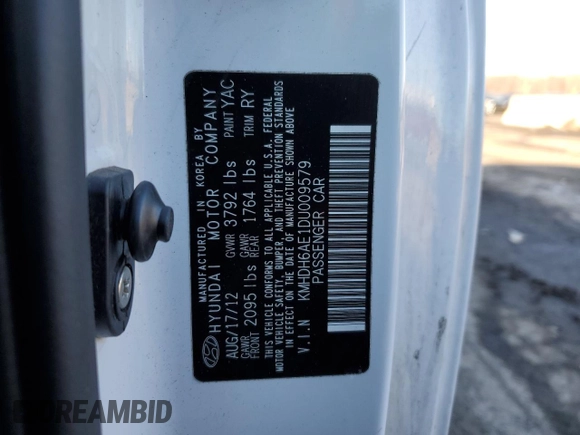 MANUFACTURED IN KOREA BY
HYUNDAI MOTOR COMPANY
AUG/17/12 GVWR 3792 lbs PAINT YAC
GAWR FRONT 2095 lbs GAWR REAR 1764 lbs TRIM RY
THIS VEHICLE CONFORMS TO ALL APPLICABLE U.S.A. FEDERAL
MOTOR VEHICLE SAFETY, BUMPER, AND THEFT PREVENTION STANDARDS
IN EFFECT ON THE DATE OF MANUFACTURE SHOWN ABOVE
V.I.N KMHDH6AE1DU009579
PASSENGER CAR
STOREAMBID